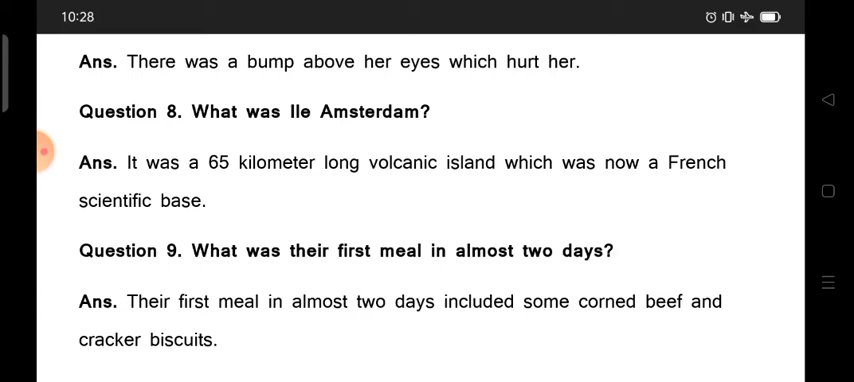 10:28
Ans. There was a bump above her eyes which hurt her.
Question 8. What was Ile Amsterdam?
Ans. It was a 65 kilometer long volcanic island which was now a French
scientific base.
Question 9. What was their first meal in almost two days?
Ans. Their first meal in almost two days included some corned beef and
cracker biscuits.